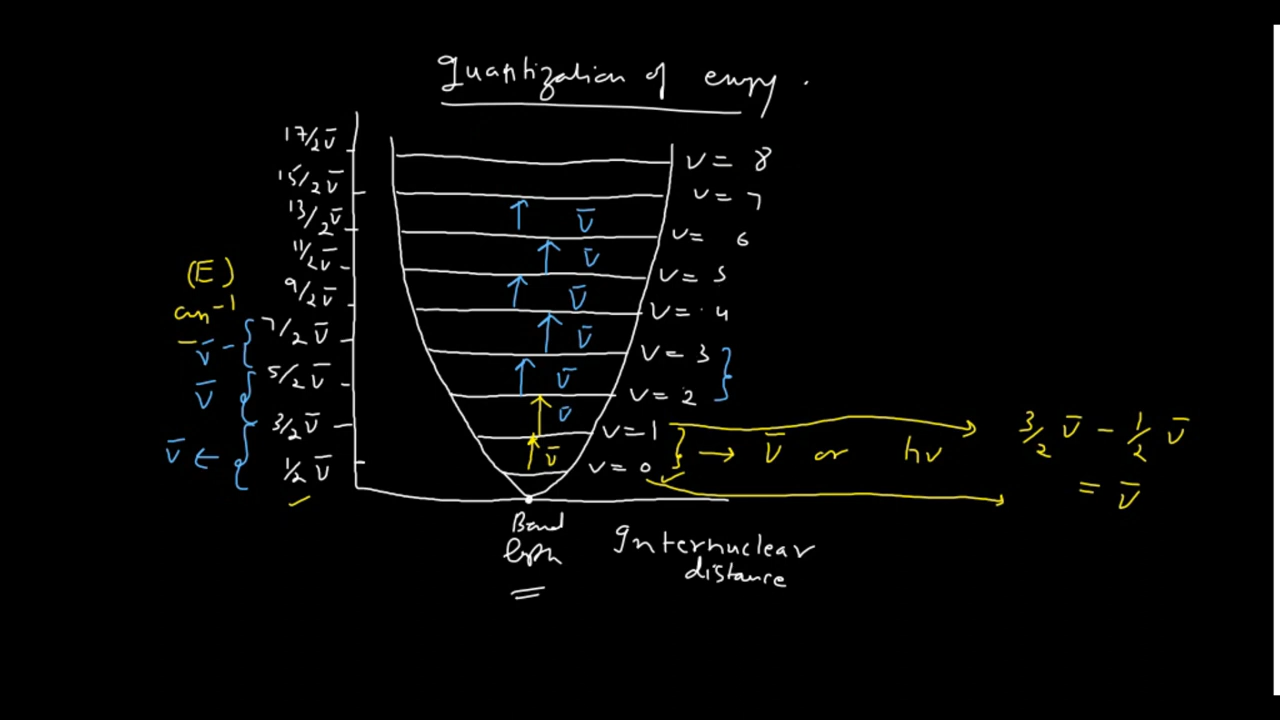 Quantization of energy.
17/2 ν̄
15/2 ν̄
13/2 ν̄
11/2 ν̄
9/2 ν̄
7/2 ν̄
5/2 ν̄
3/2 ν̄
1/2 ν̄
(E)
cm⁻¹
ν̄
ν̄
ν̄ ←
v = 8
v = 7
v = 6
v = 5
v = 4
v = 3
v = 2
v = 1
v = 0
ν̄
ν̄
ν̄
ν̄
ν̄
ν̄
ν̄
→ ν̄ or hν
3/2 ν̄ - 1/2 ν̄
= ν̄
Bond
length
Internuclear
distance